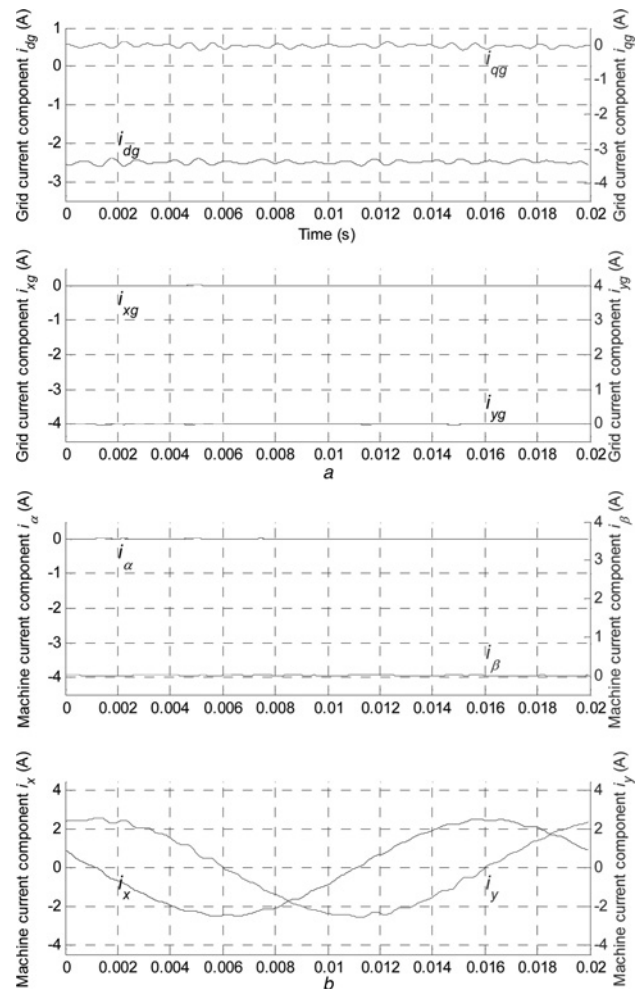 Grid current component i_dg (A)
Grid current component i_qg (A)
1
0
-1
-2
-3
0
-1
-2
-3
i_qg
i_dg
0 0.002 0.004 0.006 0.008 0.01 0.012 0.014 0.016 0.018 0.02
Time (s)
Grid current component i_xg (A)
Grid current component i_yg (A)
0
-1
-2
-3
-4
4
3
2
1
0
i_xg
i_yg
0 0.002 0.004 0.006 0.008 0.01 0.012 0.014 0.016 0.018 0.02
a
Machine current component i_α (A)
Machine current component i_β (A)
0
-1
-2
-3
-4
4
3
2
1
0
i_α
i_β
0 0.002 0.004 0.006 0.008 0.01 0.012 0.014 0.016 0.018 0.02
Machine current component i_x (A)
Machine current component i_y (A)
4
2
0
-2
-4
4
2
0
-2
-4
i_x
i_y
0 0.002 0.004 0.006 0.008 0.01 0.012 0.014 0.016 0.018 0.02
b